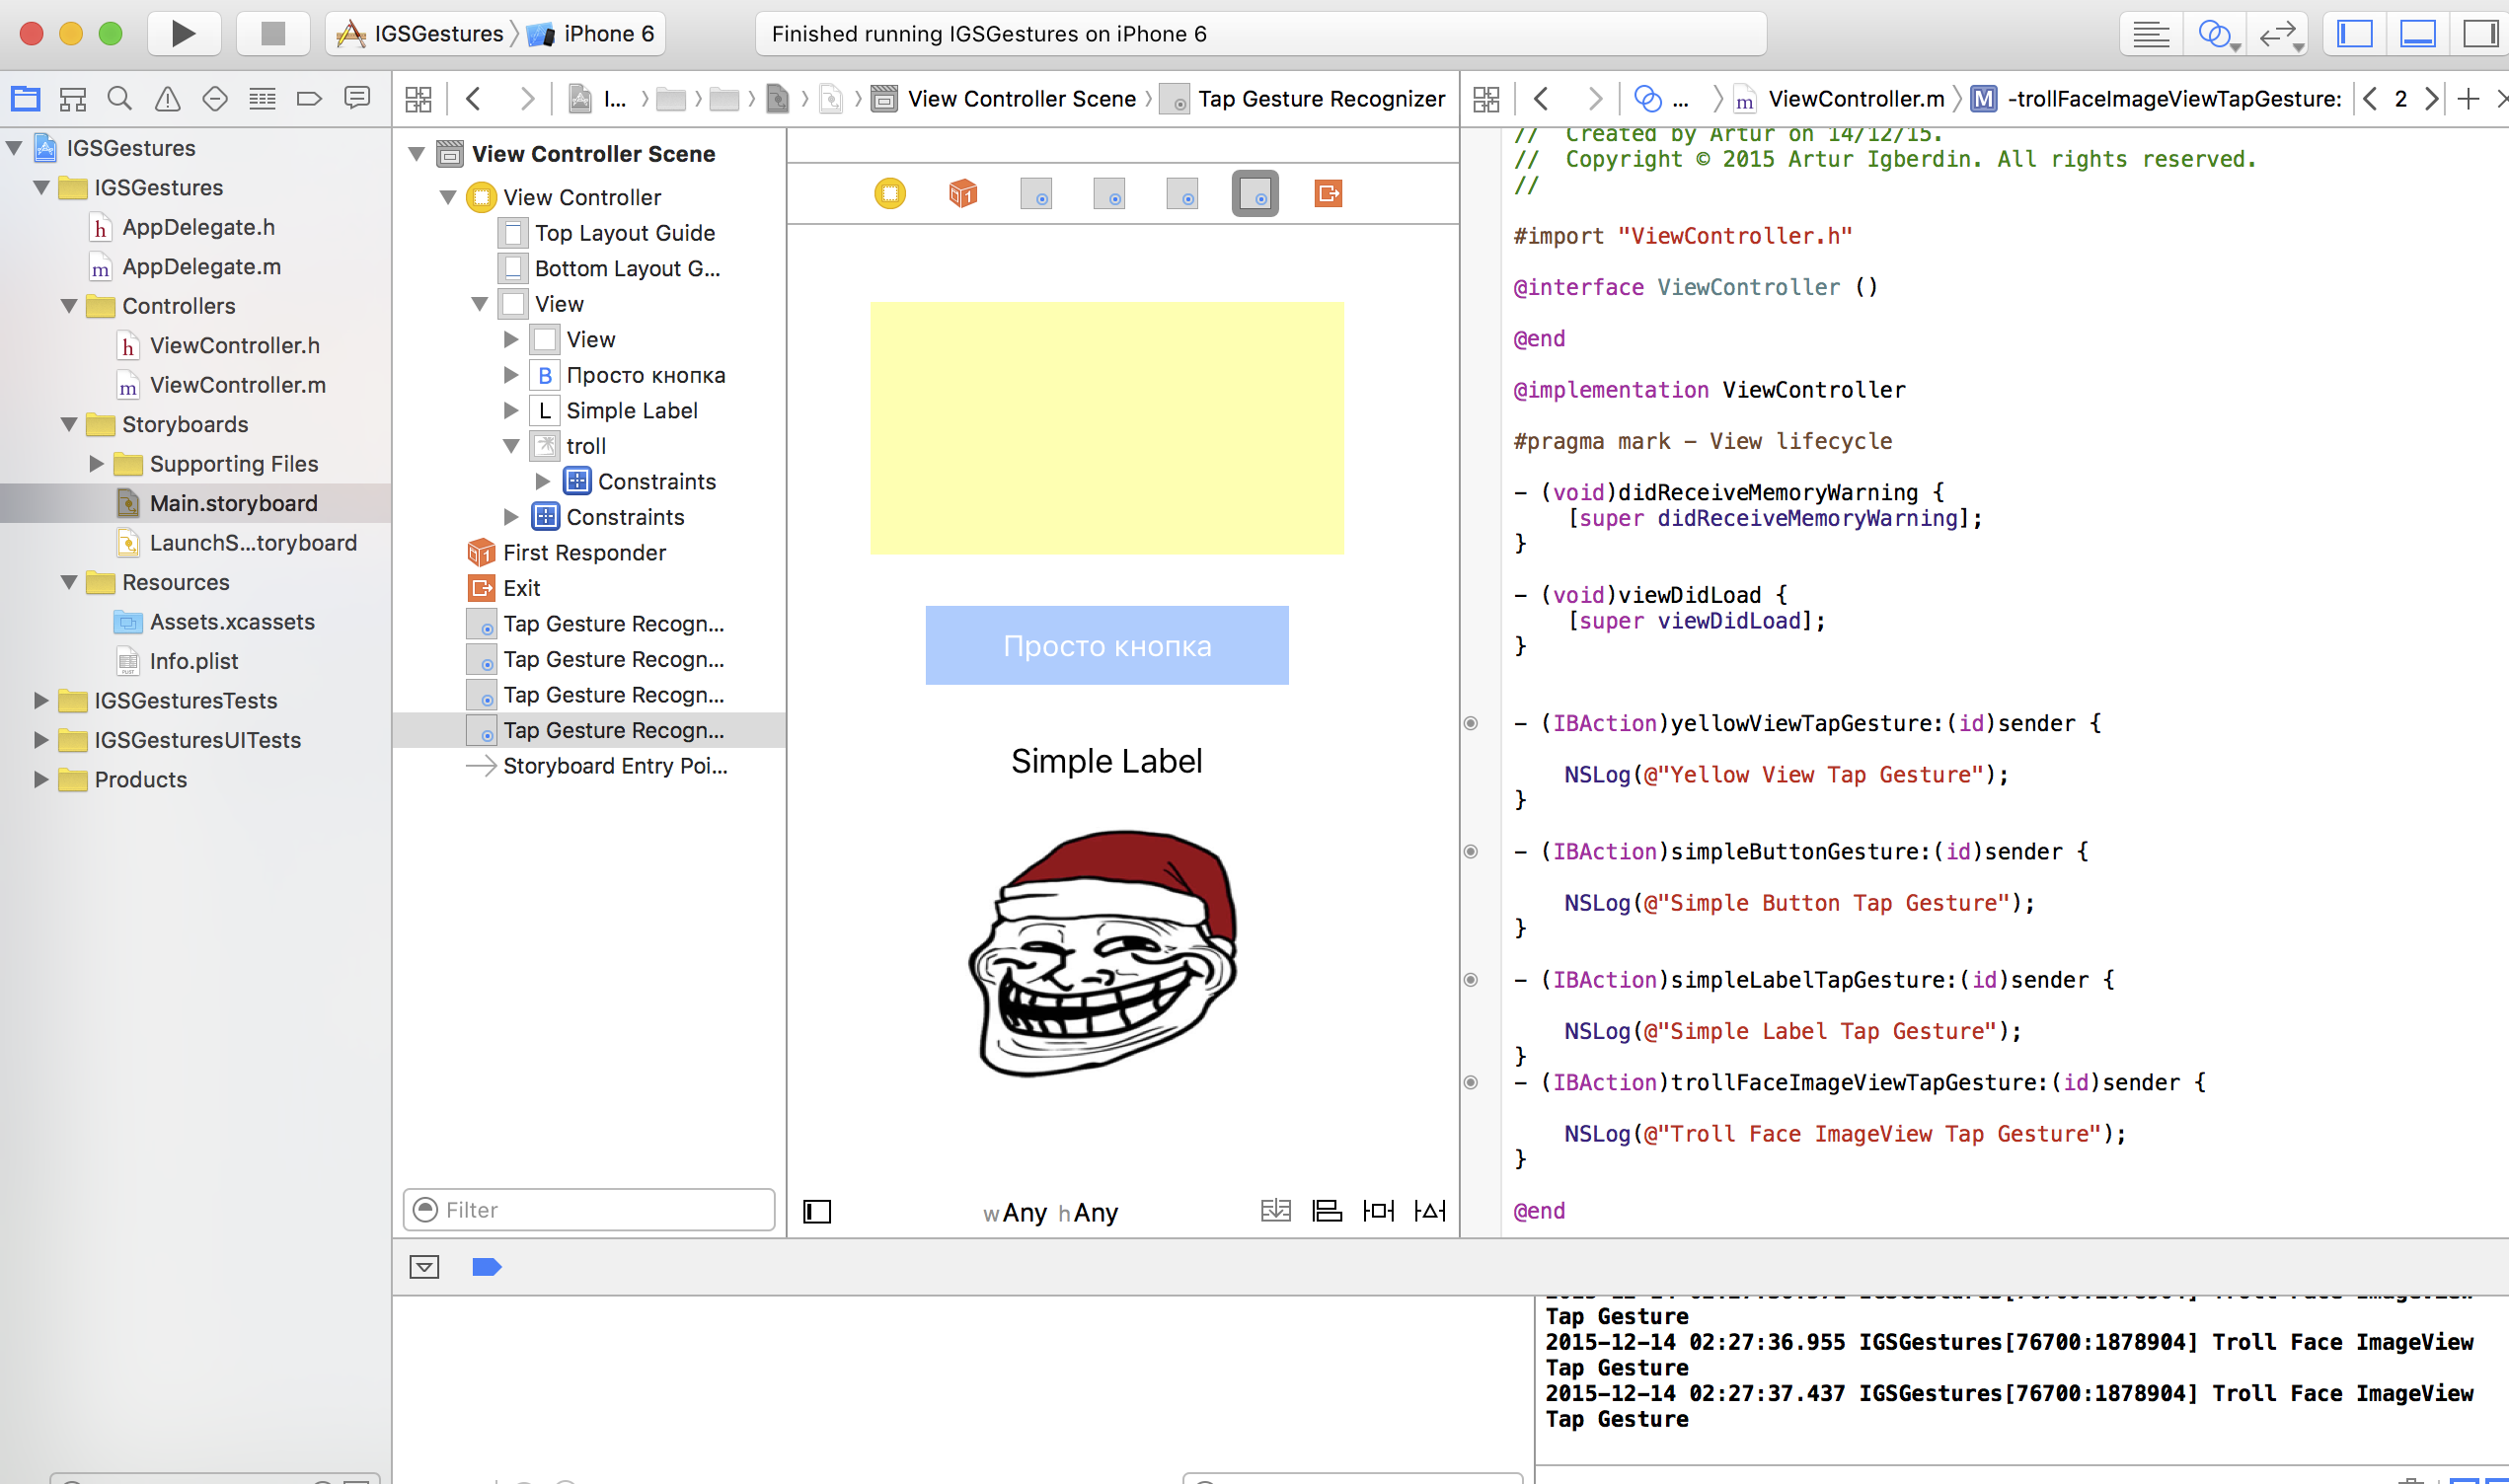 IGSGestures
iPhone 6
Finished running IGSGestures on iPhone 6
I...
View Controller Scene
Tap Gesture Recognizer
...
ViewController.m
M
-trollFaceImageViewTapGesture:
2
IGSGestures
IGSGestures
h AppDelegate.h
m AppDelegate.m
Controllers
h ViewController.h
m ViewController.m
Storyboards
Supporting Files
Main.storyboard
LaunchS...toryboard
Resources
Assets.xcassets
Info.plist
IGSGesturesTests
IGSGesturesUITests
Products
View Controller Scene
View Controller
Top Layout Guide
Bottom Layout G...
View
View
B Просто кнопка
L Simple Label
troll
Constraints
Constraints
First Responder
Exit
Tap Gesture Recogn...
Tap Gesture Recogn...
Tap Gesture Recogn...
Tap Gesture Recogn...
Storyboard Entry Poi...
Filter
Просто кнопка
Simple Label
wAny hAny
// Created by Artur on 14/12/15.
// Copyright © 2015 Artur Igberdin. All rights reserved.
//
#import "ViewController.h"
@interface ViewController ()
@end
@implementation ViewController
#pragma mark - View lifecycle
- (void)didReceiveMemoryWarning {
[super didReceiveMemoryWarning];
}
- (void)viewDidLoad {
[super viewDidLoad];
}
- (IBAction)yellowViewTapGesture:(id)sender {
NSLog(@"Yellow View Tap Gesture");
}
- (IBAction)simpleButtonGesture:(id)sender {
NSLog(@"Simple Button Tap Gesture");
}
- (IBAction)simpleLabelTapGesture:(id)sender {
NSLog(@"Simple Label Tap Gesture");
}
- (IBAction)trollFaceImageViewTapGesture:(id)sender {
NSLog(@"Troll Face ImageView Tap Gesture");
}
@end
Tap Gesture
2015-12-14 02:27:36.955 IGSGestures[76700:1878904] Troll Face ImageView
Tap Gesture
2015-12-14 02:27:37.437 IGSGestures[76700:1878904] Troll Face ImageView
Tap Gesture